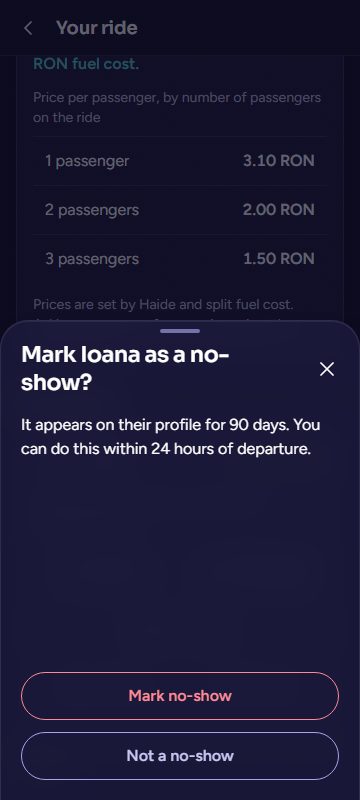 Your ride
RON fuel cost.
Price per passenger, by number of passengers
on the ride
1 passenger 3.10 RON
2 passengers 2.00 RON
3 passengers 1.50 RON
Prices are set by Haide and split fuel cost.
Mark Ioana as a no-
show?
It appears on their profile for 90 days. You
can do this within 24 hours of departure.
Mark no-show
Not a no-show